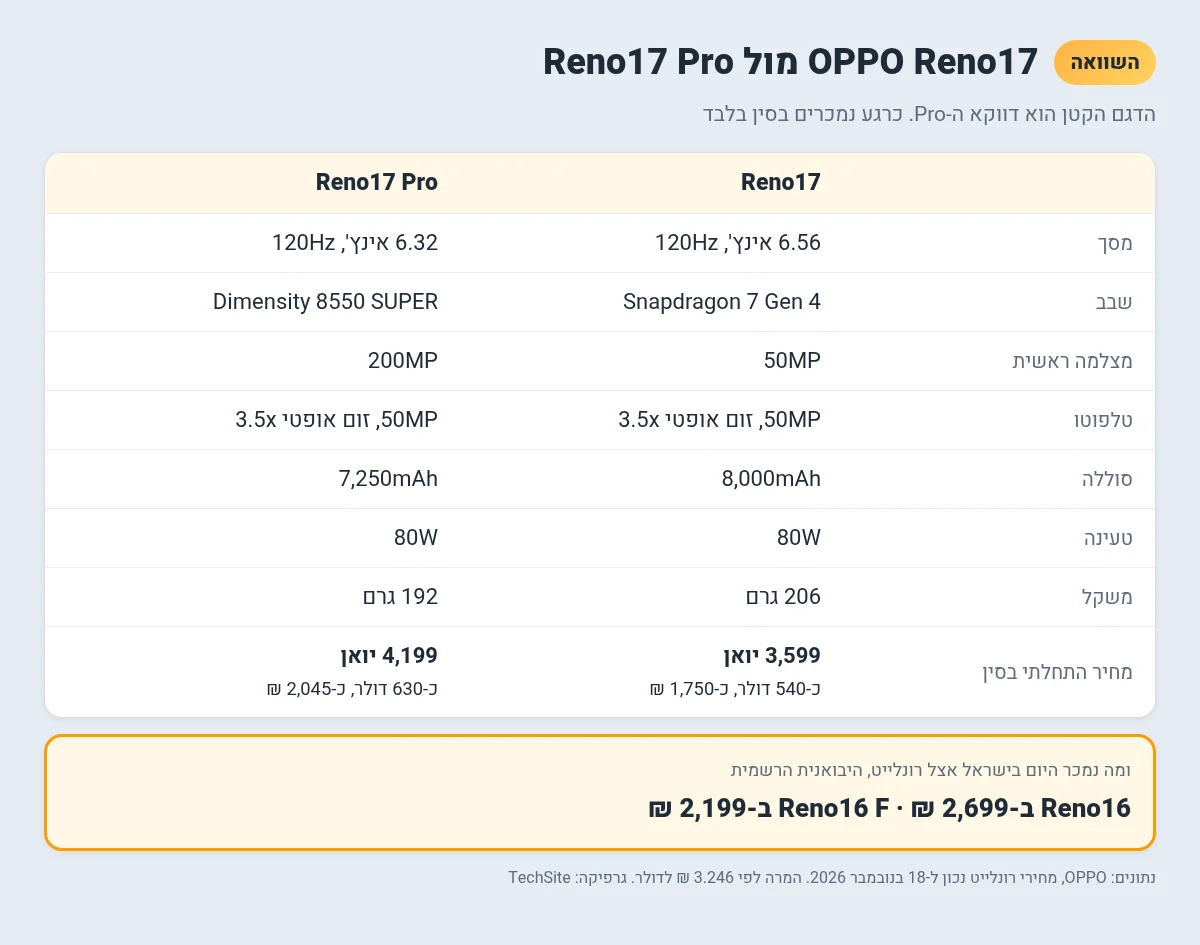 השוואה
OPPO Reno17 מול Reno17 Pro
הדגם הקטן הוא דווקא ה-Pro. כרגע נמכרים בסין בלבד
Reno17 Reno17 Pro
מסך 6.56 אינץ', 120Hz 6.32 אינץ', 120Hz
שבב Snapdragon 7 Gen 4 Dimensity 8550 SUPER
מצלמה ראשית 50MP 200MP
טלפוטו 50MP, זום אופטי 3.5x 50MP, זום אופטי 3.5x
סוללה 8,000mAh 7,250mAh
טעינה 80W 80W
משקל 206 גרם 192 גרם
מחיר התחלתי בסין 3,599 יואן 4,199 יואן
כ-540 דולר, כ-1,750 ₪ כ-630 דולר, כ-2,045 ₪
ומה נמכר היום בישראל אצל רונלייט, היבואנית הרשמית
Reno16 ב-2,699 ₪ · Reno16 F ב-2,199 ₪
נתונים: OPPO, מחירי רונלייט נכון ל-18 בנובמבר 2026. המרה לפי 3.246 ₪ לדולר. גרפיקה: TechSite